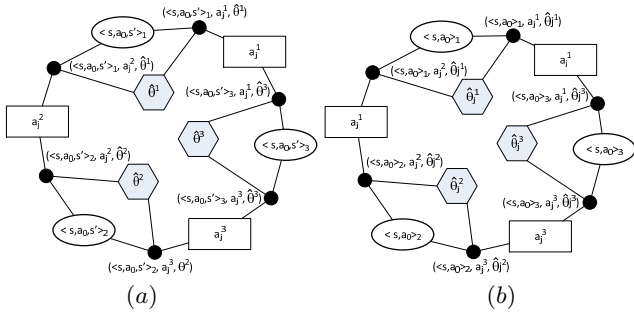 (<s,a₀,s'>₁, aⱼ¹, θ̂¹)
< s,a₀,s'>₁
aⱼ¹
(<s,a₀,s'>₁, aⱼ², θ̂¹)
θ̂¹
(<s,a₀,s'>₃, aⱼ¹, θ̂³)
aⱼ²
θ̂³
< s,a₀,s'>₃
(<s,a₀,s'>₂, aⱼ², θ̂²)
θ̂²
(<s,a₀,s'>₃, aⱼ³, θ̂³)
< s,a₀,s'>₂
aⱼ³
(<s,a₀,s'>₂, aⱼ³, θ²)
(a)
(<s,a₀>₁, aⱼ¹, θ̂ⱼ¹)
< s,a₀>₁
aⱼ¹
(<s,a₀>₁, aⱼ², θ̂ⱼ¹)
θ̂ⱼ¹
(<s,a₀>₃, aⱼ¹, θ̂ⱼ³)
aⱼ¹
θ̂ⱼ³
< s,a₀>₃
(<s,a₀>₂, aⱼ², θ̂ⱼ²)
θ̂ⱼ²
(<s,a₀>₃, aⱼ³, θ̂ⱼ³)
< s,a₀>₂
aⱼ³
(<s,a₀>₂, aⱼ³, θ̂ⱼ²)
(b)